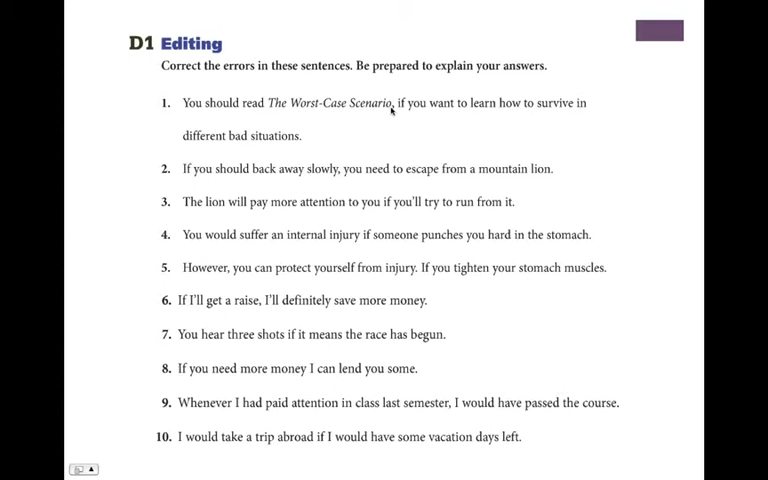 D1 Editing
Correct the errors in these sentences. Be prepared to explain your answers.
1. You should read The Worst-Case Scenario, if you want to learn how to survive in
different bad situations.
2. If you should back away slowly, you need to escape from a mountain lion.
3. The lion will pay more attention to you if you'll try to run from it.
4. You would suffer an internal injury if someone punches you hard in the stomach.
5. However, you can protect yourself from injury. If you tighten your stomach muscles.
6. If I'll get a raise, I'll definitely save more money.
7. You hear three shots if it means the race has begun.
8. If you need more money I can lend you some.
9. Whenever I had paid attention in class last semester, I would have passed the course.
10. I would take a trip abroad if I would have some vacation days left.